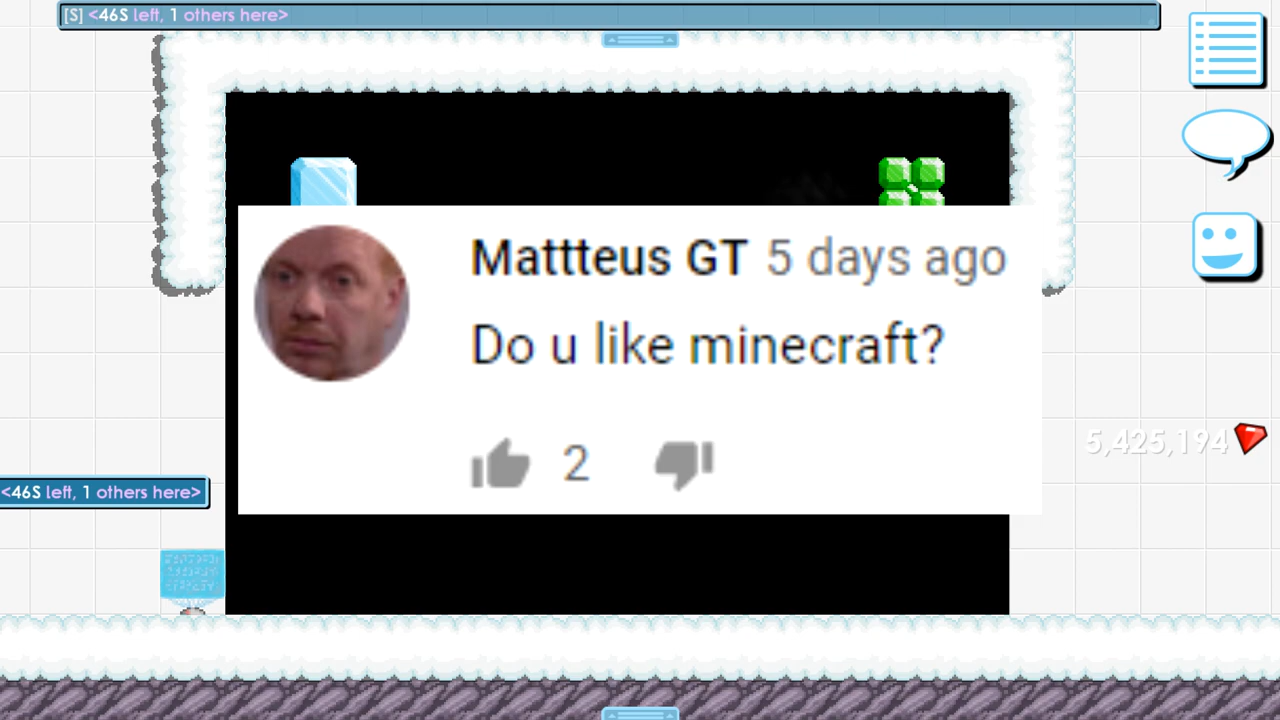 [S] <46S left, 1 others here>
Mattteus GT 5 days ago
Do u like minecraft?
2
5,425,194
<46S left, 1 others here>